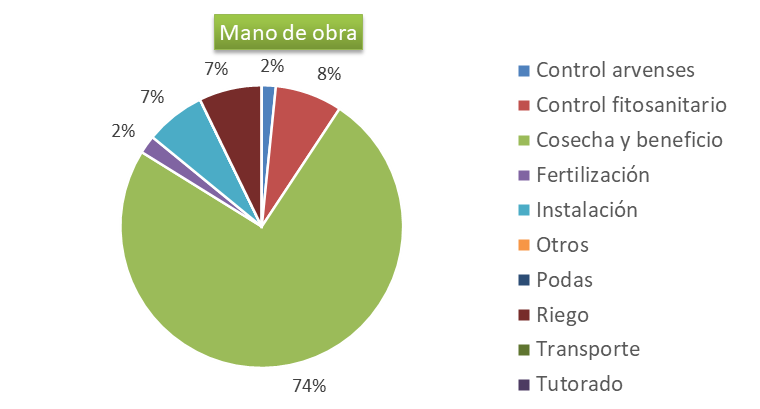 Mano de obra
2%
8%
7%
7%
2%
74%
Control arvenses
Control fitosanitario
Cosecha y beneficio
Fertilización
Instalación
Otros
Podas
Riego
Transporte
Tutorado